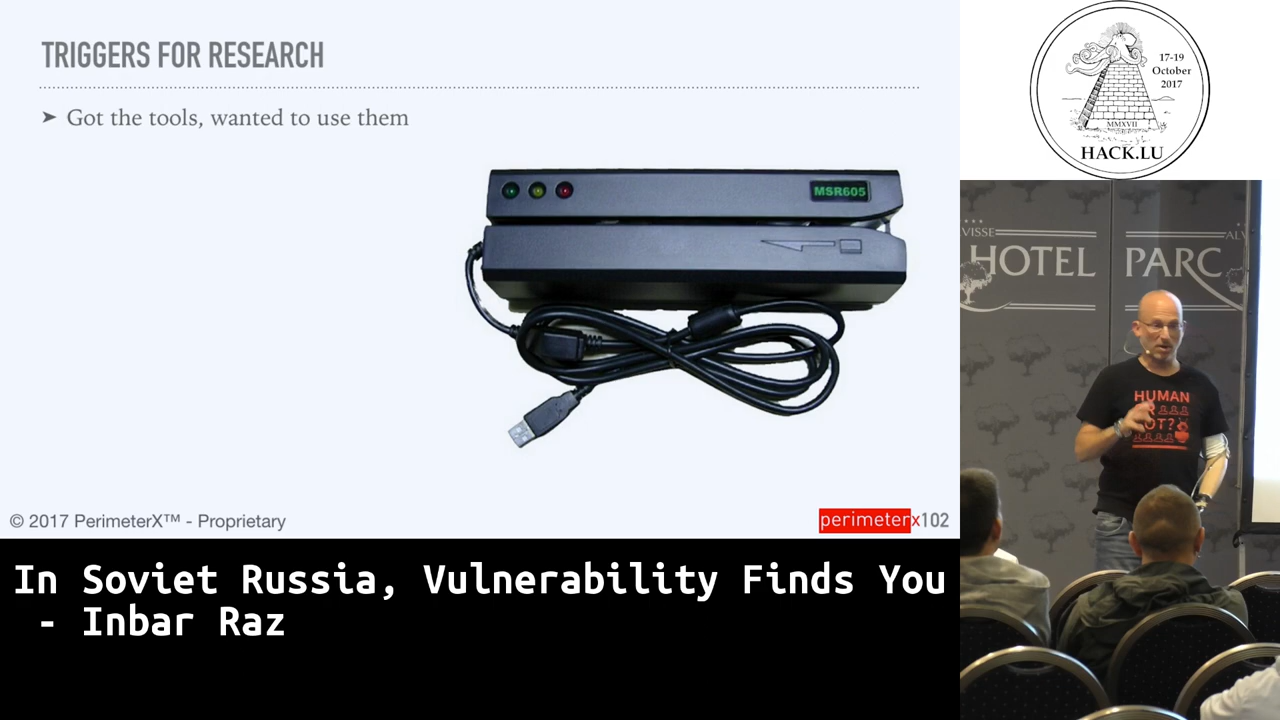 TRIGGERS FOR RESEARCH
➤ Got the tools, wanted to use them
MSR605
© 2017 PerimeterX™ - Proprietary
perimeterx102
In Soviet Russia, Vulnerability Finds You
- Inbar Raz
17-19
October
2017
MMXVII
HACK.LU
HOTEL PARC
HUMAN